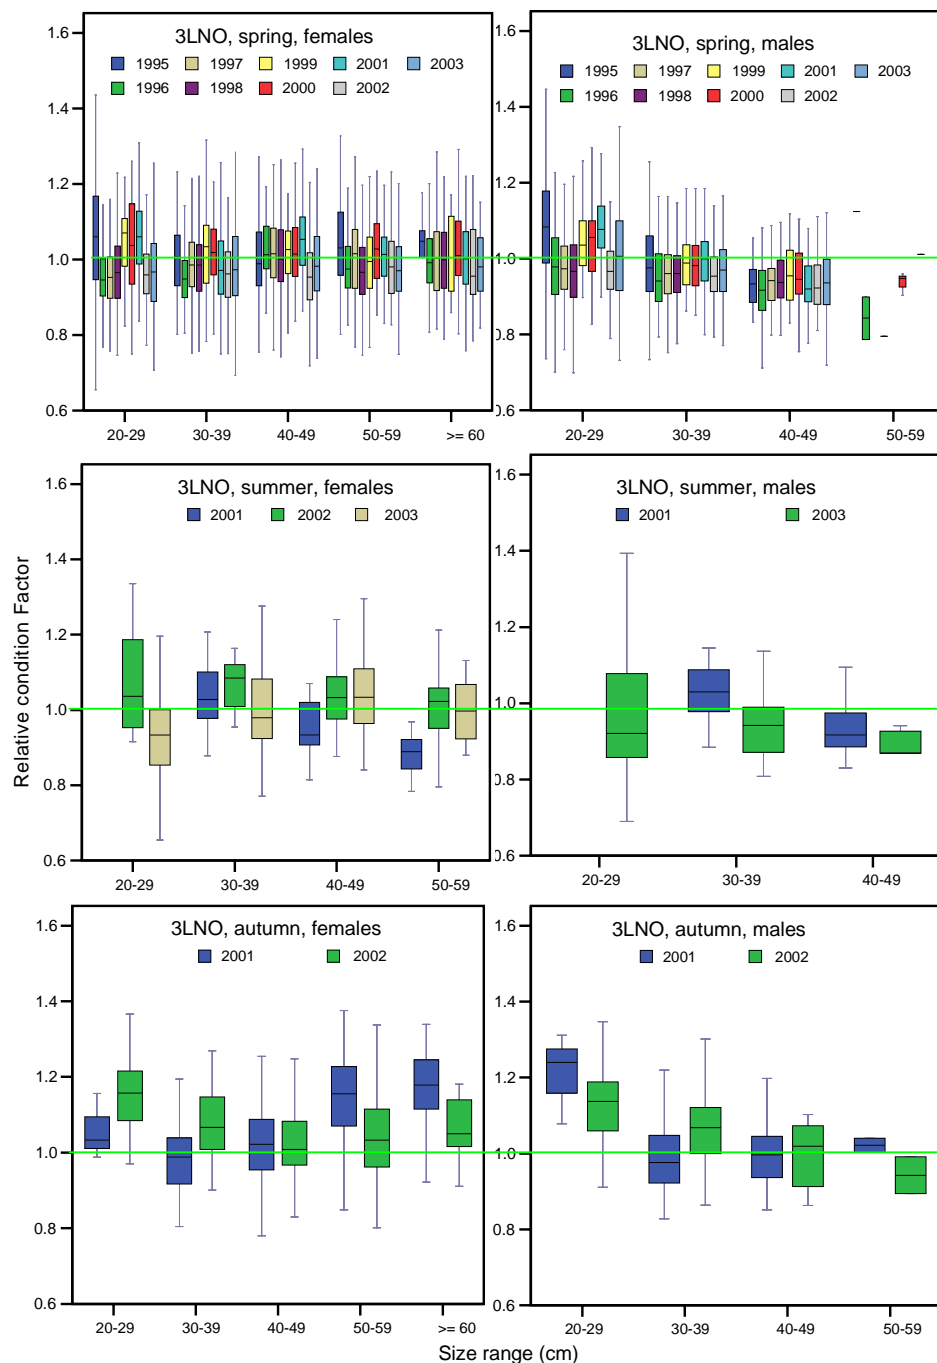 3LNO, spring, females
1995 1997 1999 2001 2003
1996 1998 2000 2002
1.6
1.4
1.2
1.0
0.8
0.6
20-29 30-39 40-49 50-59 >= 60
3LNO, spring, males
1995 1997 1999 2001 2003
1996 1998 2000 2002
1.6
1.4
1.2
1.0
0.8
0.6
20-29 30-39 40-49 50-59
Relative condition Factor
3LNO, summer, females
2001 2002 2003
1.6
1.4
1.2
1.0
0.8
0.6
20-29 30-39 40-49 50-59
3LNO, summer, males
2001 2003
1.6
1.4
1.2
1.0
0.8
0.6
20-29 30-39 40-49
3LNO, autumn, females
2001 2002
1.6
1.4
1.2
1.0
0.8
0.6
20-29 30-39 40-49 50-59 >= 60
3LNO, autumn, males
2001 2002
1.6
1.4
1.2
1.0
0.8
0.6
20-29 30-39 40-49 50-59
Size range (cm)